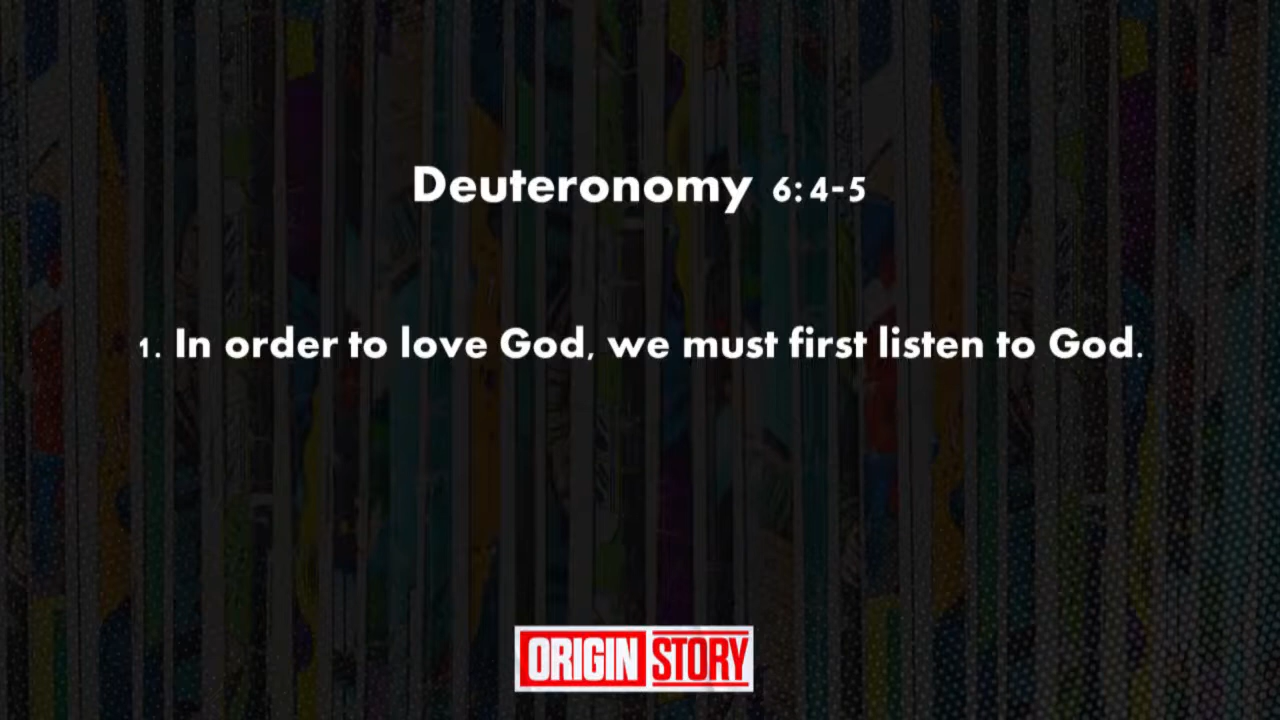 Deuteronomy 6:4-5
1. In order to love God, we must first listen to God.
ORIGIN STORY